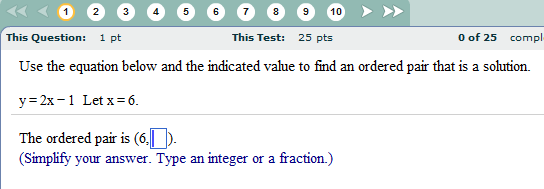 1 2 3 4 5 6 7 8 9 10
This Question: 1 pt This Test: 25 pts 0 of 25 compl
Use the equation below and the indicated value to find an ordered pair that is a solution.
y=2x−1 Let x=6.
The ordered pair is (6, ).
(Simplify your answer. Type an integer or a fraction.)